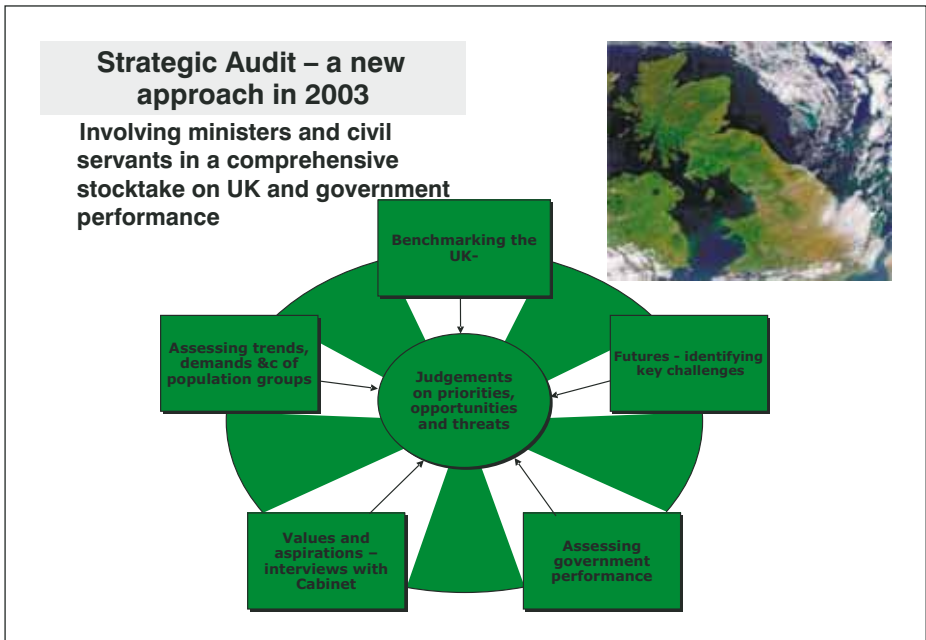 Strategic Audit – a new
approach in 2003
Involving ministers and civil
servants in a comprehensive
stocktake on UK and government
performance
Benchmarking the
UK-
Assessing trends,
demands &c of
population groups
Futures - identifying
key challenges
Judgements
on priorities,
opportunities
and threats
Values and
aspirations –
interviews with
Cabinet
Assessing
government
performance